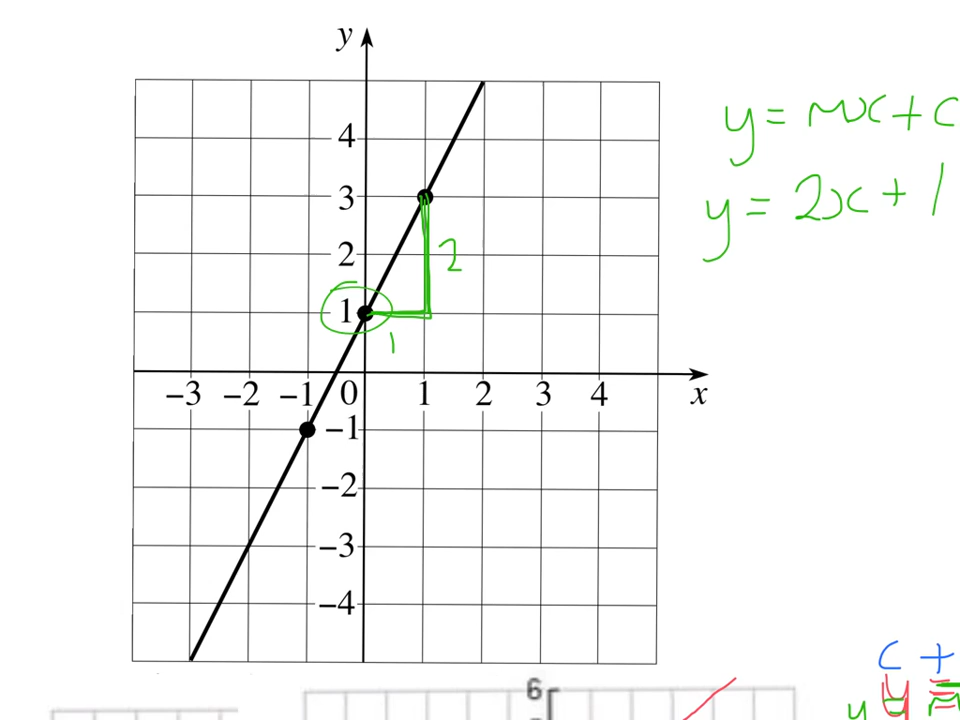 y
y = mx + c
4
y = 2x + 1
3
2
2
1
1
−3 −2 −1 0 1 2 3 4 x
−1
−2
−3
−4
c +
6
y =
y = m